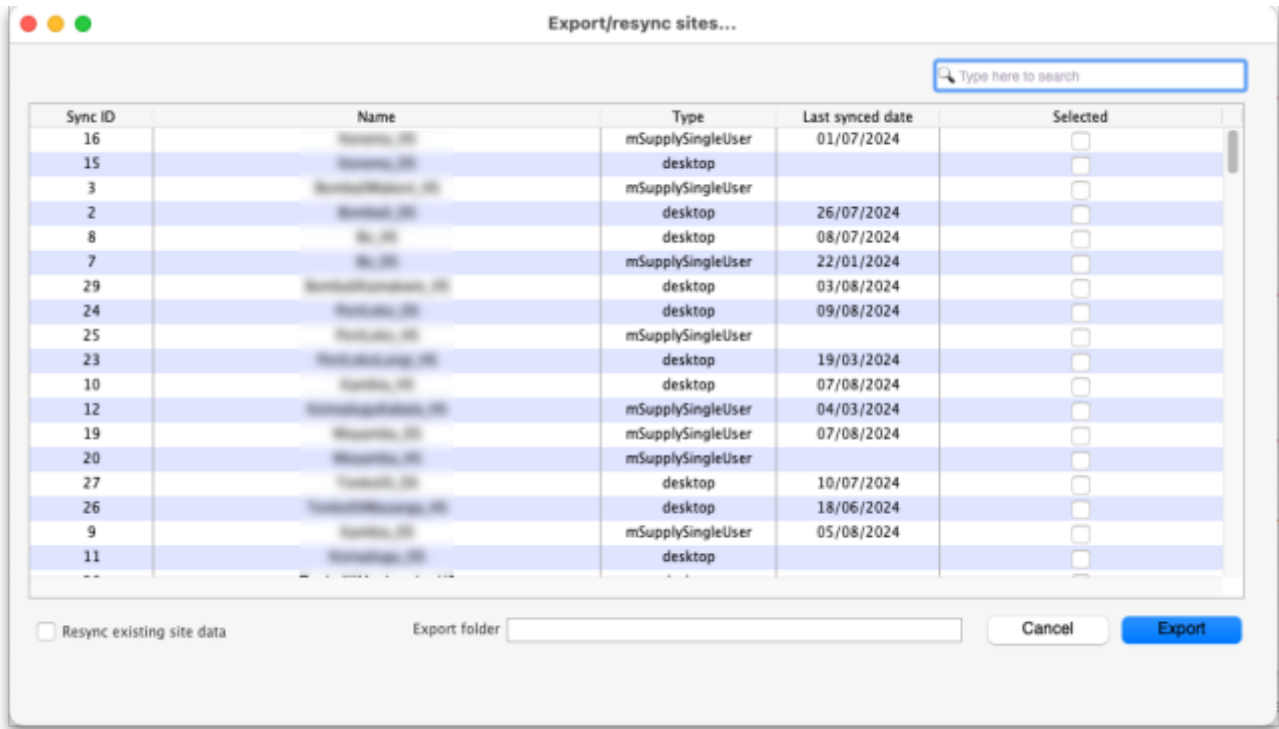 Export/resync sites...
Type here to search
Sync ID Name Type Last synced date Selected
16 mSupplySingleUser 01/07/2024
15 desktop
3 mSupplySingleUser
2 desktop 26/07/2024
8 desktop 08/07/2024
7 mSupplySingleUser 22/01/2024
29 desktop 03/08/2024
24 desktop 09/08/2024
25 mSupplySingleUser
23 desktop 19/03/2024
10 desktop 07/08/2024
12 mSupplySingleUser 04/03/2024
19 mSupplySingleUser 07/08/2024
20 mSupplySingleUser
27 desktop 10/07/2024
26 desktop 18/06/2024
9 mSupplySingleUser 05/08/2024
11 desktop
Resync existing site data Export folder Cancel Export